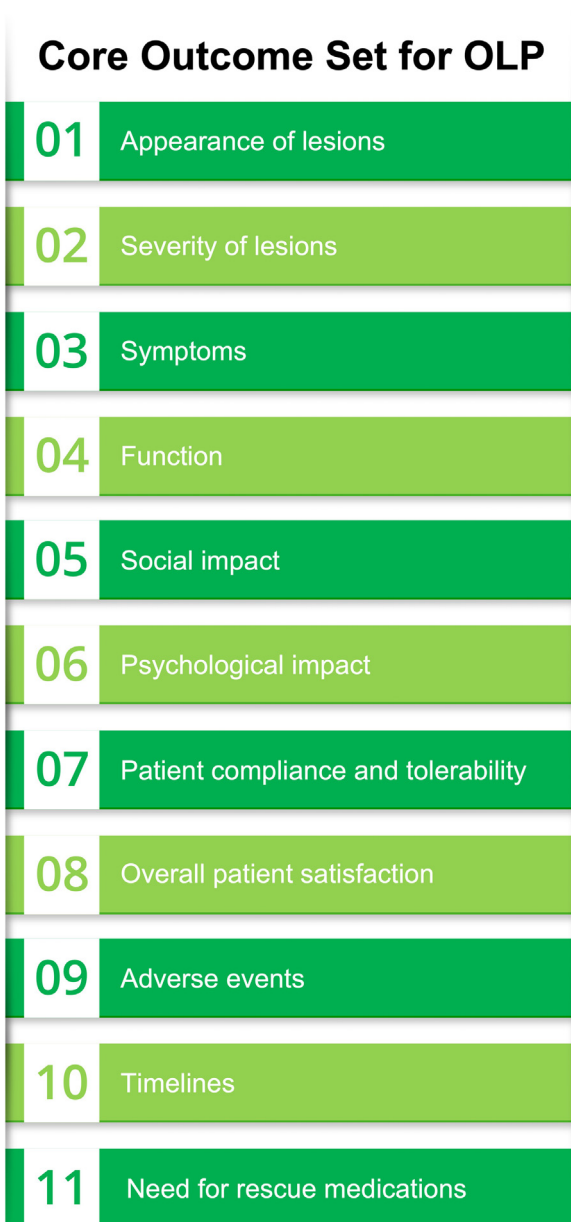 Core Outcome Set for OLP
01 Appearance of lesions
02 Severity of lesions
03 Symptoms
04 Function
05 Social impact
06 Psychological impact
07 Patient compliance and tolerability
08 Overall patient satisfaction
09 Adverse events
10 Timelines
11 Need for rescue medications